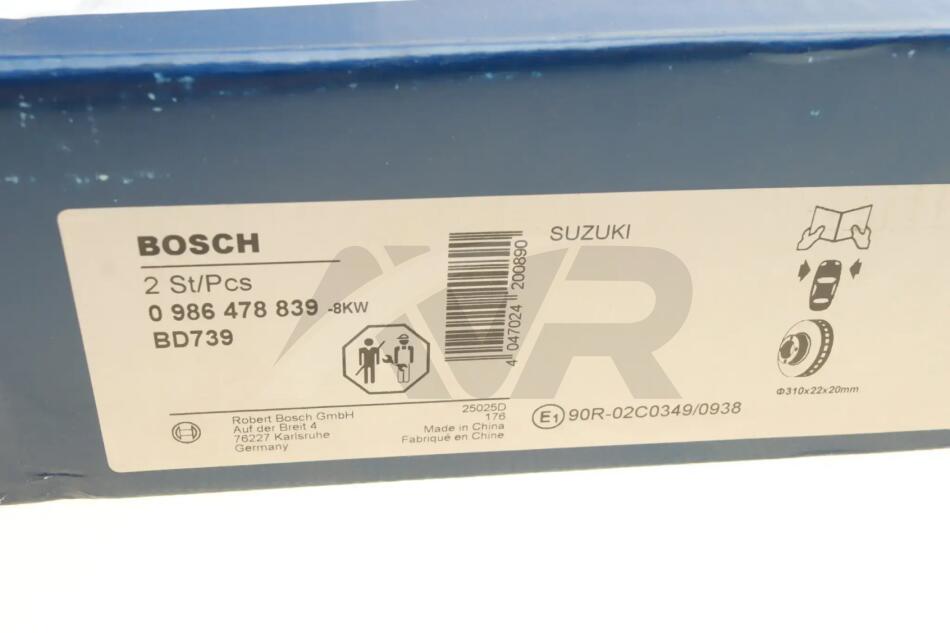 BOSCH
2 St/Pcs
0 986 478 839 -8KW
BD739
Robert Bosch GmbH
Auf der Breit 4
76227 Karlsruhe
Germany
25025D
176
Made in China
Fabriqué en Chine
4 047024 200890
SUZUKI
E1 90R-02C0349/0938
Φ310x22x20mm
AVR